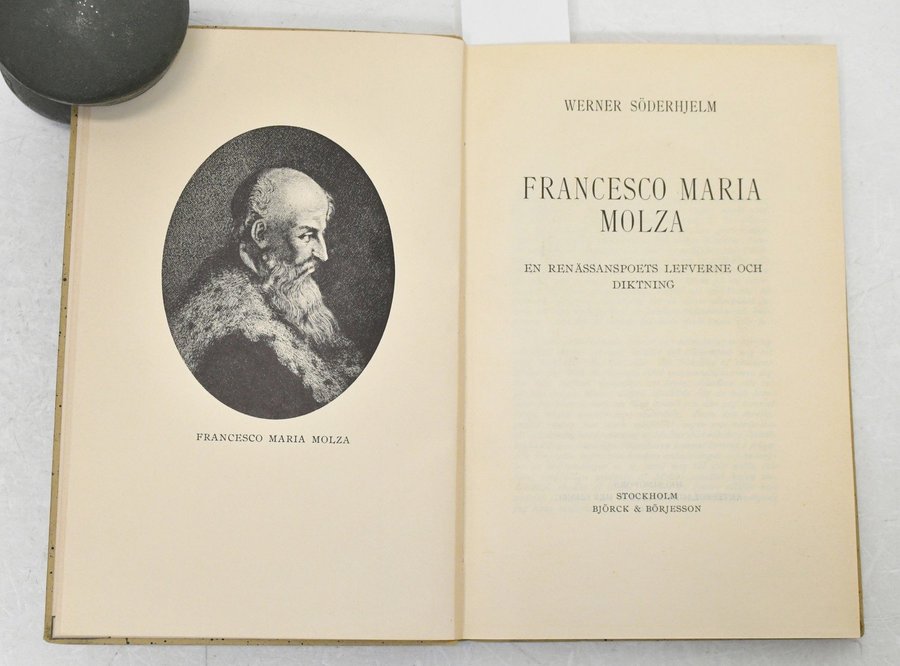 FRANCESCO MARIA MOLZA
WERNER SÖDERHJELM
FRANCESCO MARIA
MOLZA
EN RENÄSSANSPOETS LEFVERNE OCH
DIKTNING
STOCKHOLM
BJÖRCK & BÖRJESSON